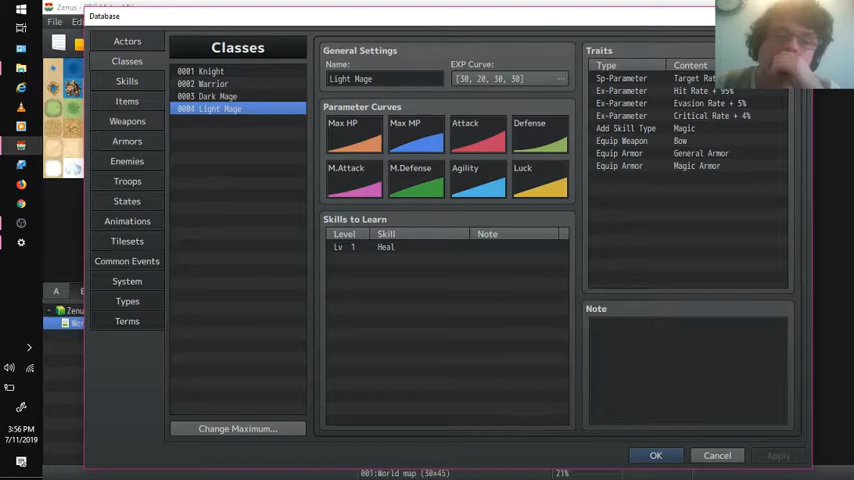 Zenus
Database
File
Actors
Classes
Skills
Items
Weapons
Armors
Enemies
Troops
States
Animations
Tilesets
Common Events
System
Types
Terms
Classes
0001 Knight
0002 Warrior
0003 Dark Mage
0004 Light Mage
Change Maximum...
General Settings
Name:
EXP Curve:
Light Mage
[30, 20, 30, 30]
...
Parameter Curves
Max HP
Max MP
Attack
Defense
M.Attack
M.Defense
Agility
Luck
Skills to Learn
Level
Skill
Note
Lv 1
Heal
Traits
Type
Content
Sp-Parameter
Target
Ex-Parameter
Hit Rate + 95%
Ex-Parameter
Evasion Rate + 5%
Ex-Parameter
Critical Rate + 4%
Add Skill Type
Magic
Equip Weapon
Bow
Equip Armor
General Armor
Equip Armor
Magic Armor
Note
OK
Cancel
Apply
A
Zenus
3:56 PM
7/11/2019
001:World map (30x45)
21%